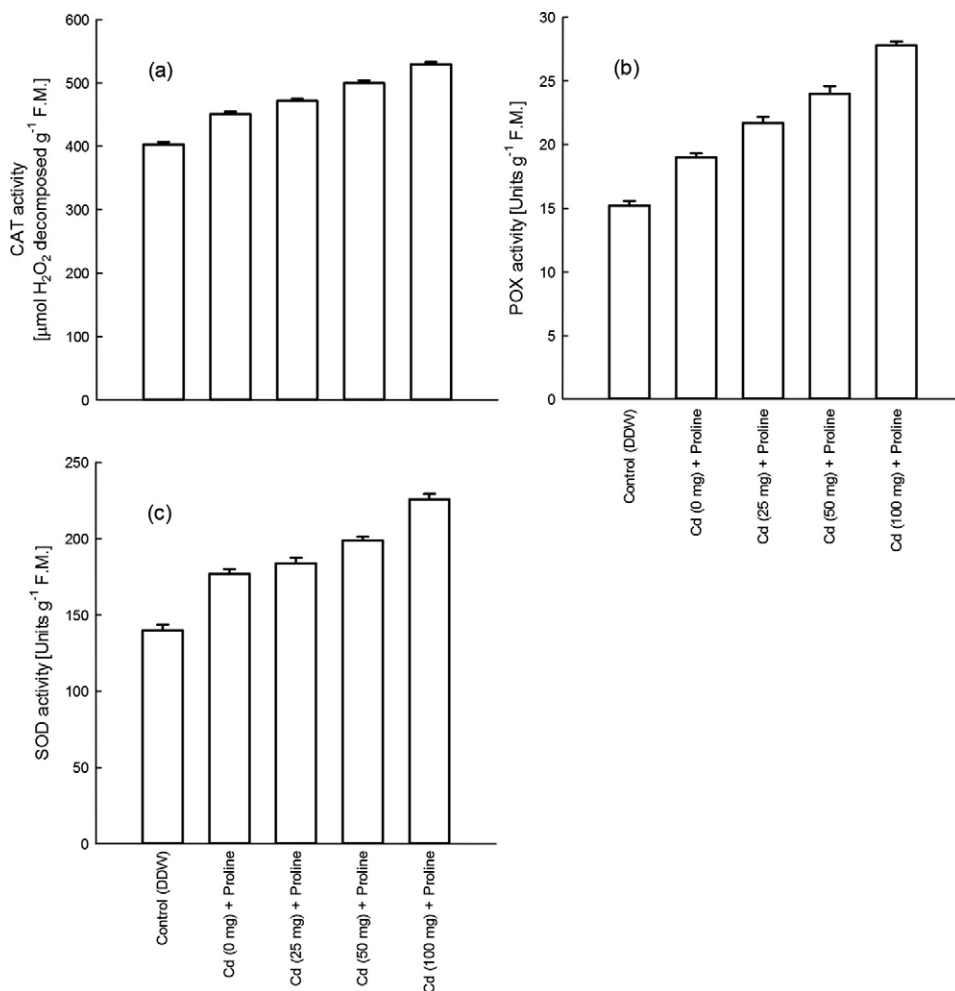 (a)
CAT activity
[μmol H₂O₂ decomposed g⁻¹ F.M.]
600
500
400
300
200
100
0
(b)
POX activity [Units g⁻¹ F.M.]
30
25
20
15
10
5
0
Control (DDW)
Cd (0 mg) + Proline
Cd (25 mg) + Proline
Cd (50 mg) + Proline
Cd (100 mg) + Proline
(c)
SOD activity [Units g⁻¹ F.M.]
250
200
150
100
50
0
Control (DDW)
Cd (0 mg) + Proline
Cd (25 mg) + Proline
Cd (50 mg) + Proline
Cd (100 mg) + Proline